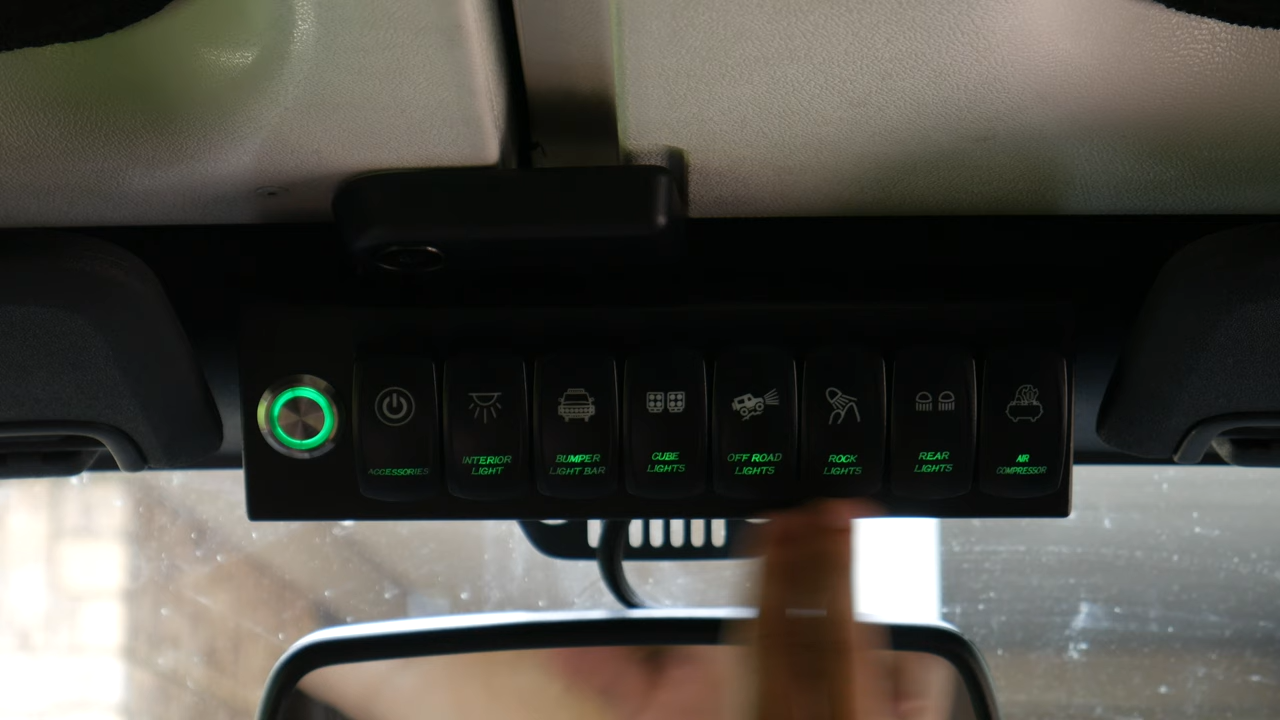 ACCESSORIES
INTERIOR
LIGHT
BUMPER
LIGHT BAR
CUBE
LIGHTS
OFF ROAD
LIGHTS
ROCK
LIGHTS
REAR
LIGHTS
AIR
COMPRESSOR